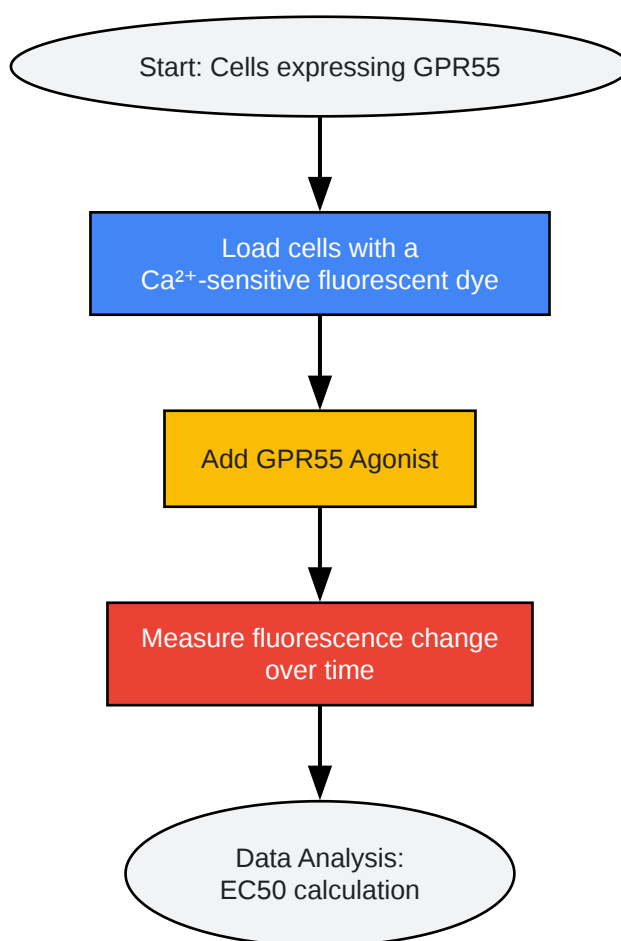 Start: Cells expressing GPR55
Load cells with a
Ca²⁺-sensitive fluorescent dye
Add GPR55 Agonist
Measure fluorescence change
over time
Data Analysis:
EC50 calculation